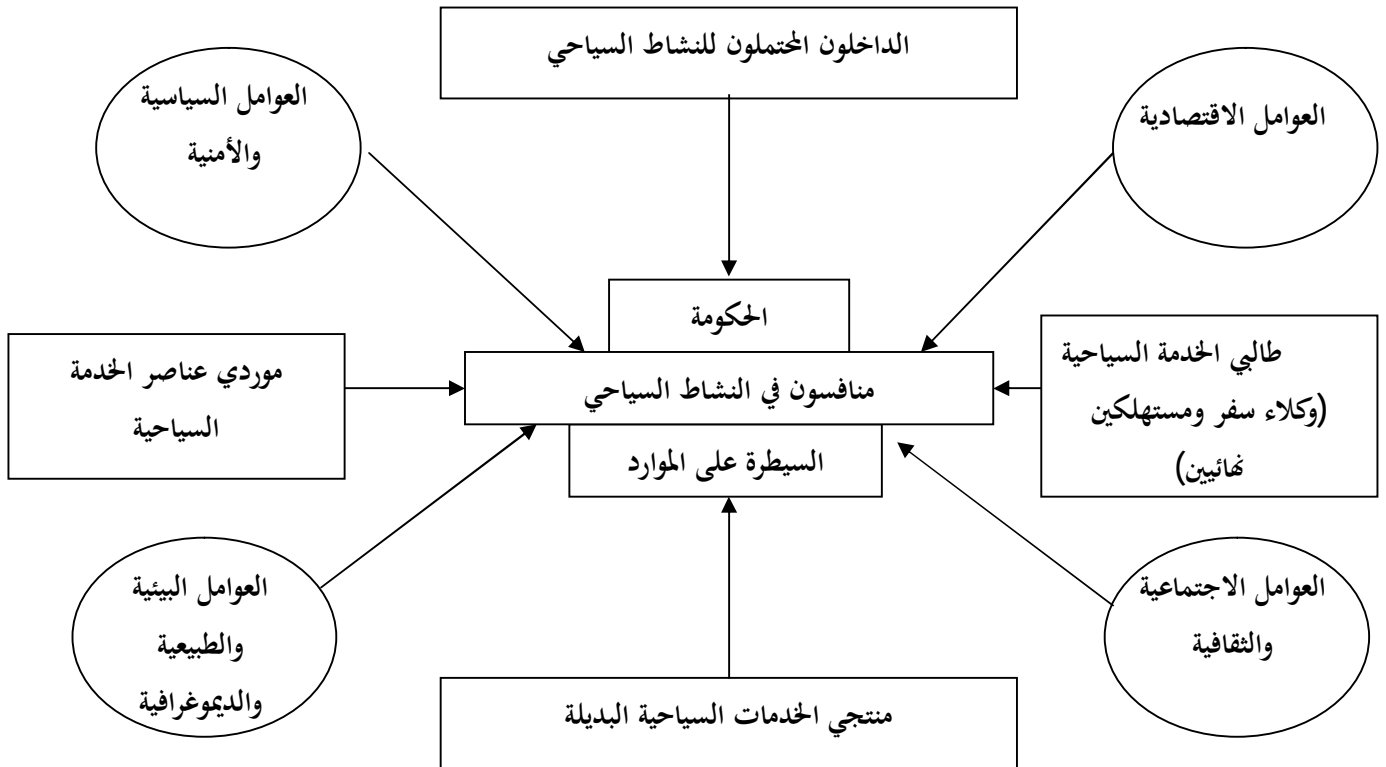 الداخلون المحتملون للنشاط السياحي
العوامل الاقتصادية
العوامل السياسية
والأمنية
الحكومة
طالبي الخدمة السياحية
(وكلاء سفر ومستهلكين
نهائيين)
منافسون في النشاط السياحي
موردي عناصر الخدمة
السياحية
السيطرة على الموارد
العوامل الاجتماعية
والثقافية
العوامل البيئية
والطبيعية
والديموغرافية
منتجي الخدمات السياحية البديلة